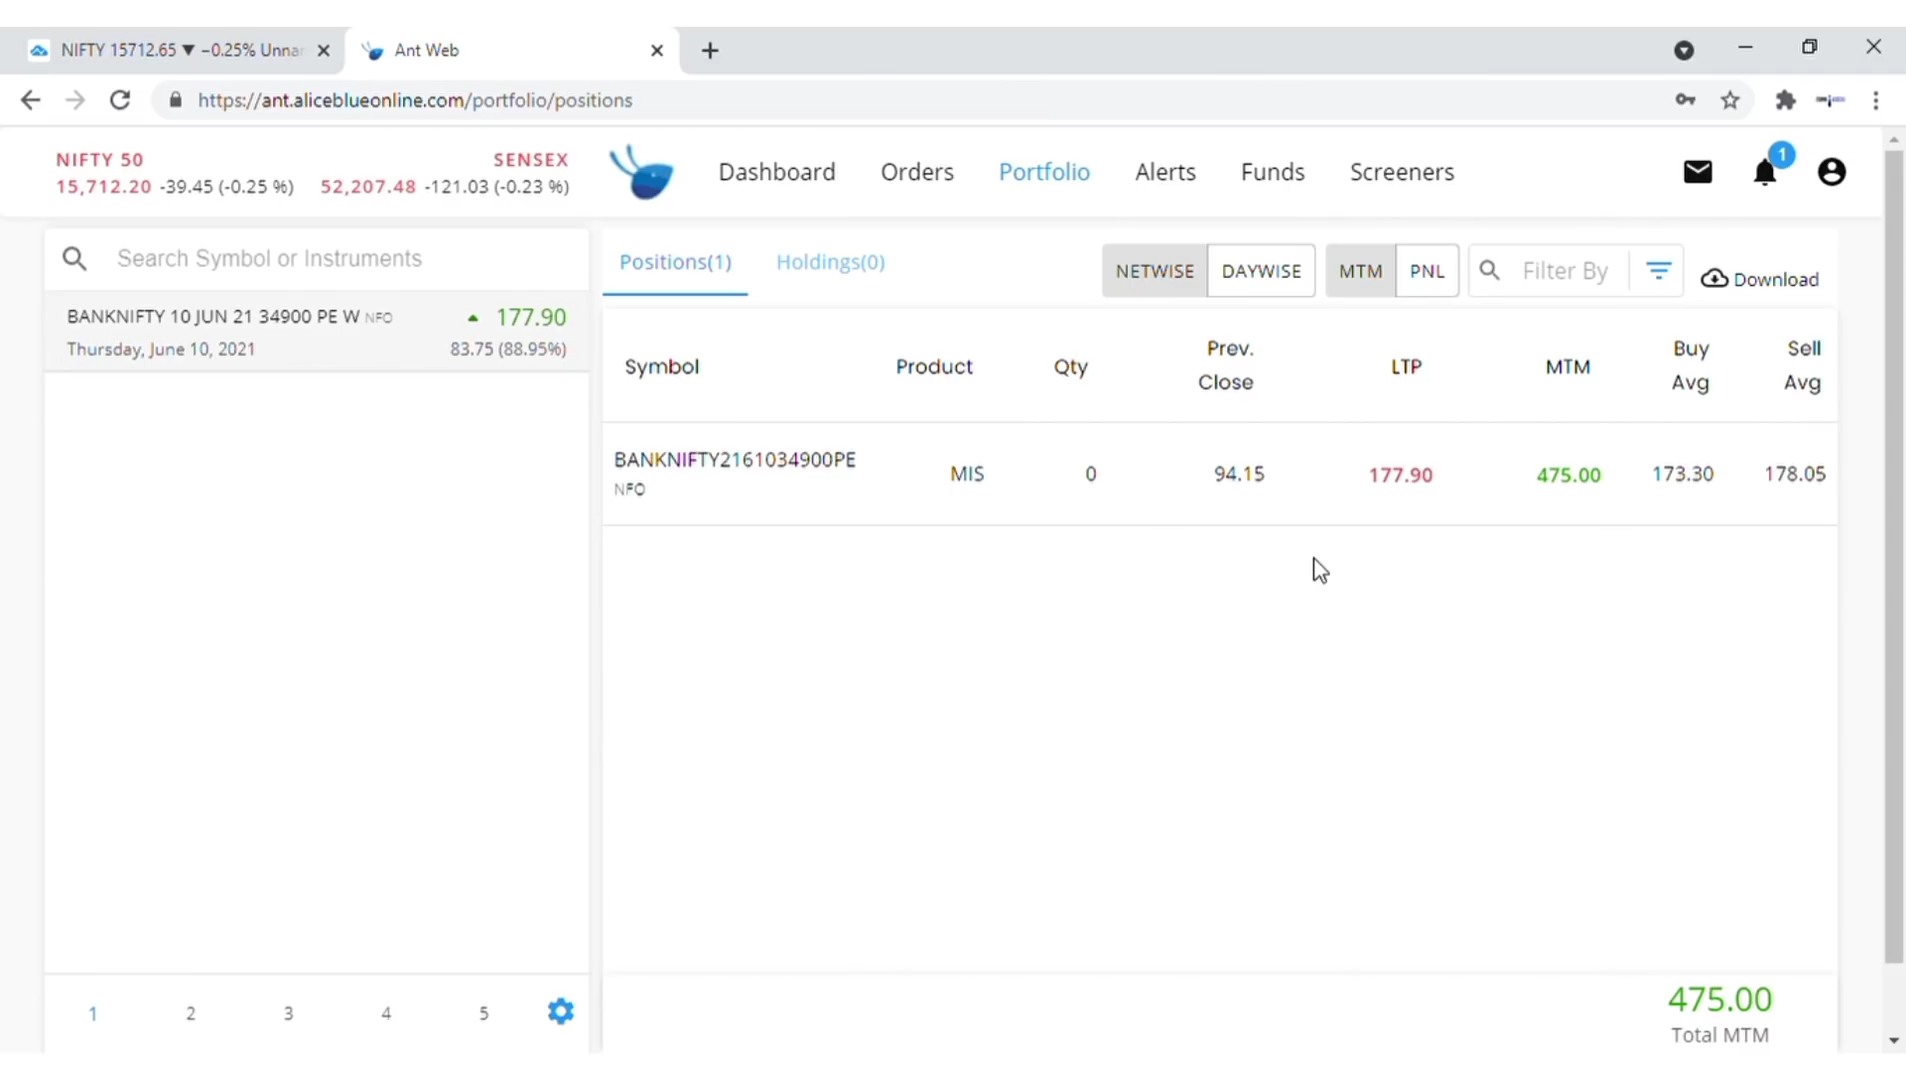 NIFTY 15712.65 ▼ −0.25% Unna
Ant Web
https://ant.aliceblueonline.com/portfolio/positions
NIFTY 50
15,712.20 -39.45 (-0.25 %)
SENSEX
52,207.48 -121.03 (-0.23 %)
Dashboard
Orders
Portfolio
Alerts
Funds
Screeners
1
Search Symbol or Instruments
BANKNIFTY 10 JUN 21 34900 PE W NFO
177.90
Thursday, June 10, 2021
83.75 (88.95%)
Positions(1)
Holdings(0)
NETWISE
DAYWISE
MTM
PNL
Filter By
Download
Symbol
Product
Qty
Prev.
Close
LTP
MTM
Buy
Avg
Sell
Avg
BANKNIFTY2161034900PE
NFO
MIS
0
94.15
177.90
475.00
173.30
178.05
1
2
3
4
5
475.00
Total MTM